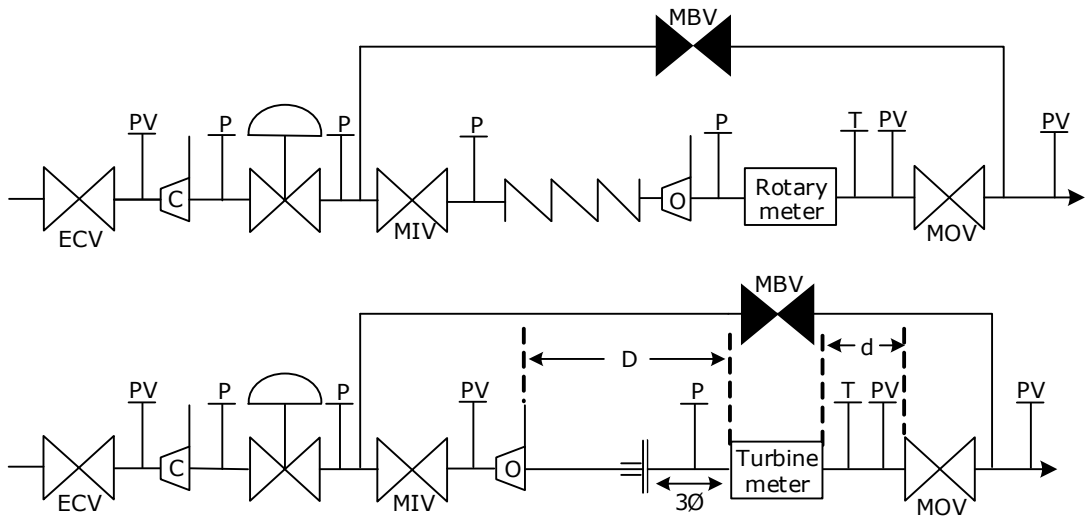 MBV
PV
P
P
P
P
T
PV
PV
C
O
Rotary
meter
ECV
MIV
MOV
MBV
D
d
PV
P
P
PV
P
T
PV
PV
C
O
Turbine
meter
ECV
MIV
3Ø
MOV